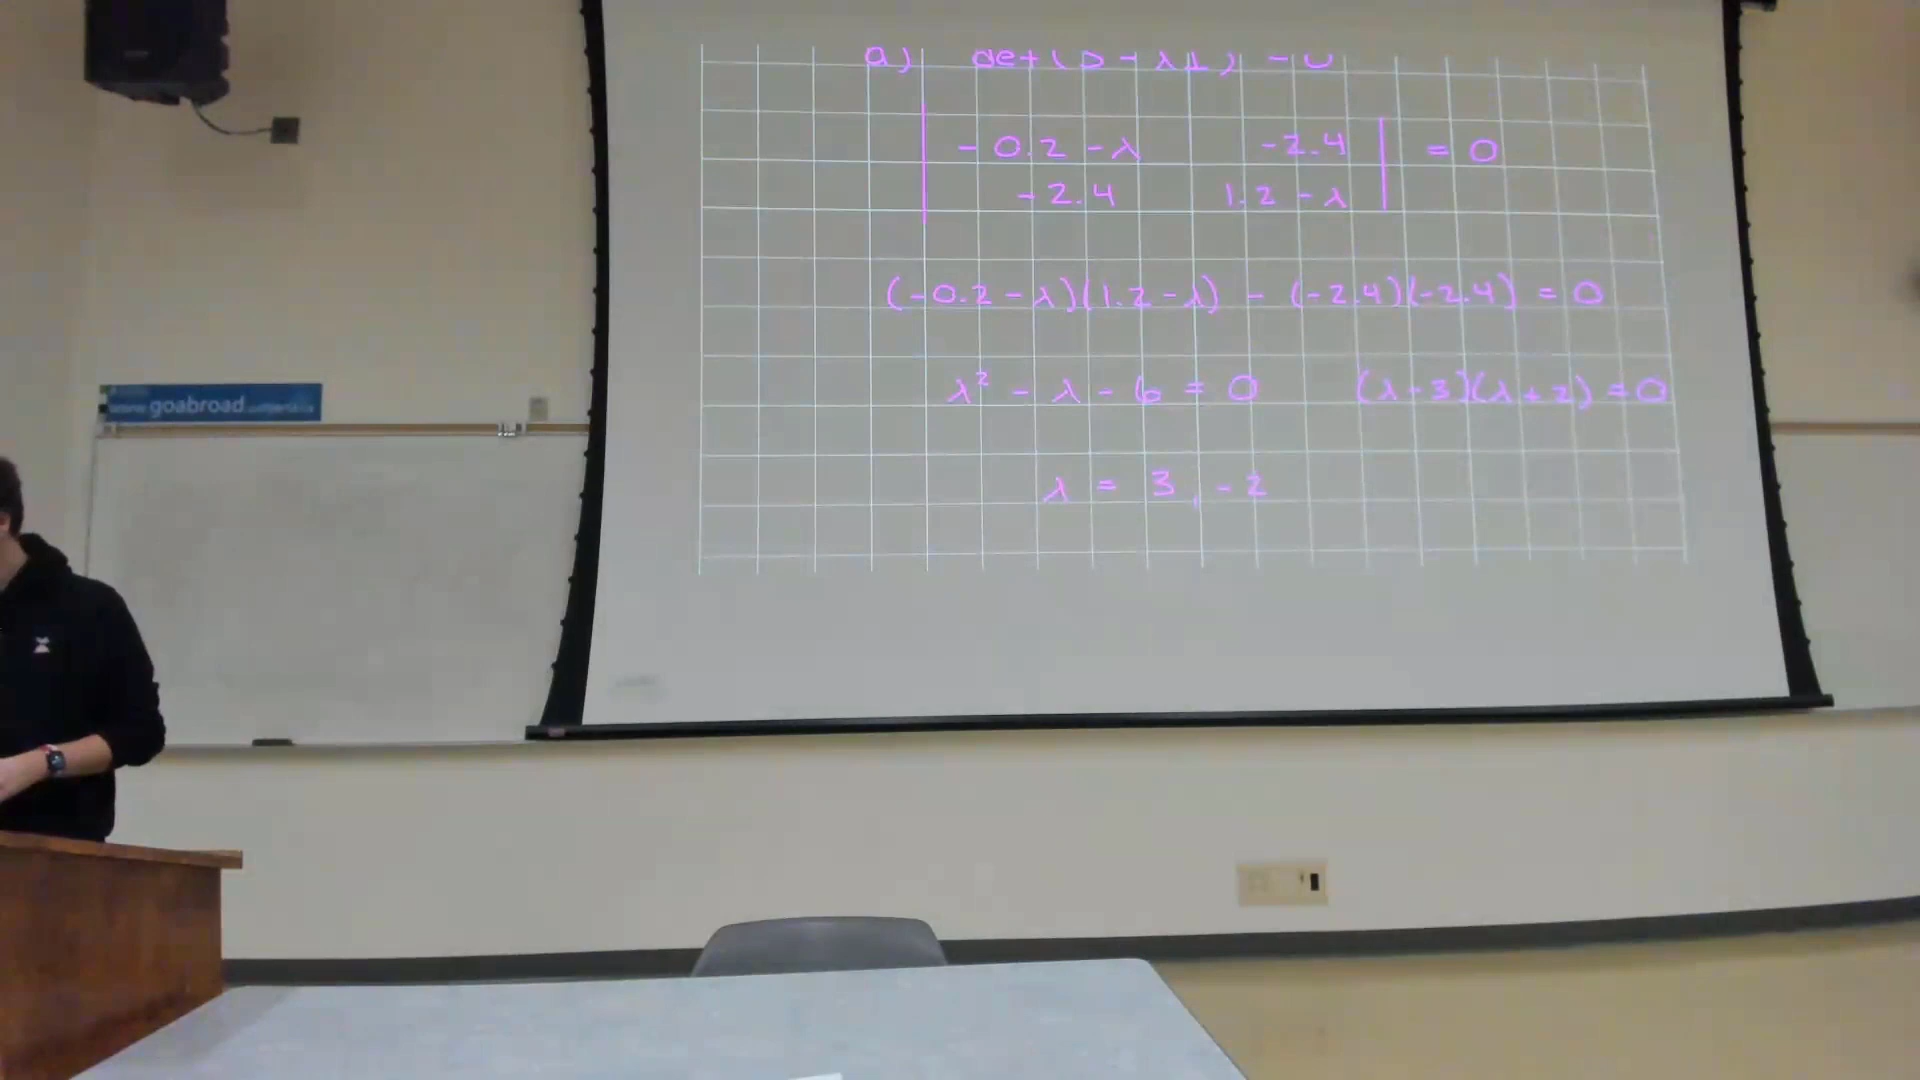 a) det(D - λI) = 0
| -0.2 - λ -2.4 | = 0
| -2.4 1.2 - λ |
(-0.2 - λ)(1.2 - λ) - (-2.4)(-2.4) = 0
λ² - λ - 6 = 0 (λ - 3)(λ + 2) = 0
λ = 3, -2
www.goabroad